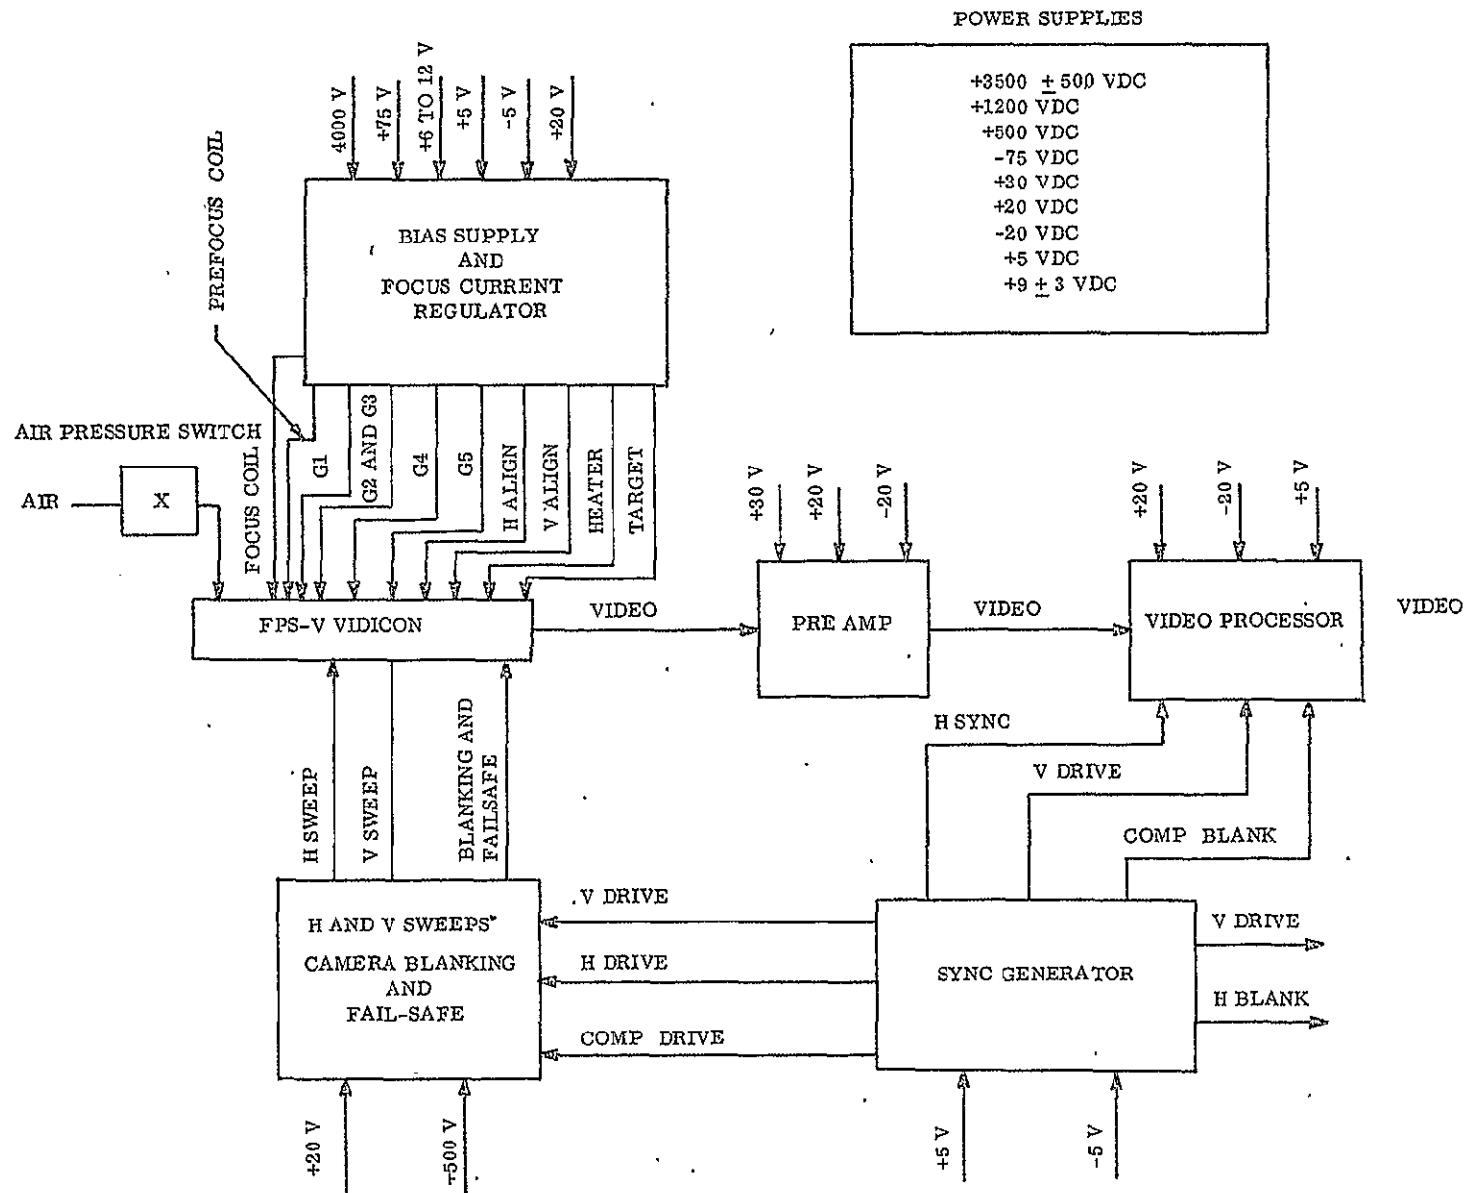 POWER SUPPLIES
+3500 ± 500 VDC
+1200 VDC
+500 VDC
-75 VDC
+30 VDC
+20 VDC
-20 VDC
+5 VDC
+9 ± 3 VDC
4000 V
+75 V
+6 TO 12 V
+5 V
-5 V
+20 V
BIAS SUPPLY
AND
FOCUS CURRENT
REGULATOR
PREFOCUS COIL
AIR PRESSURE SWITCH
AIR
X
FOCUS COIL
G1
G2 AND G3
G4
G5
H ALIGN
V ALIGN
HEATER
TARGET
FPS-V VIDICON
VIDEO
+30 V
+20 V
-20 V
PRE AMP
VIDEO
+20 V
-20 V
+5 V
VIDEO PROCESSOR
VIDEO
H SWEEP
V SWEEP
BLANKING AND
FAILSAFE
H SYNC
V DRIVE
COMP BLANK
H AND V SWEEPS
CAMERA BLANKING
AND
FAIL-SAFE
V DRIVE
H DRIVE
COMP DRIVE
SYNC GENERATOR
V DRIVE
H BLANK
+20 V
+500 V
+5 V
-5 V